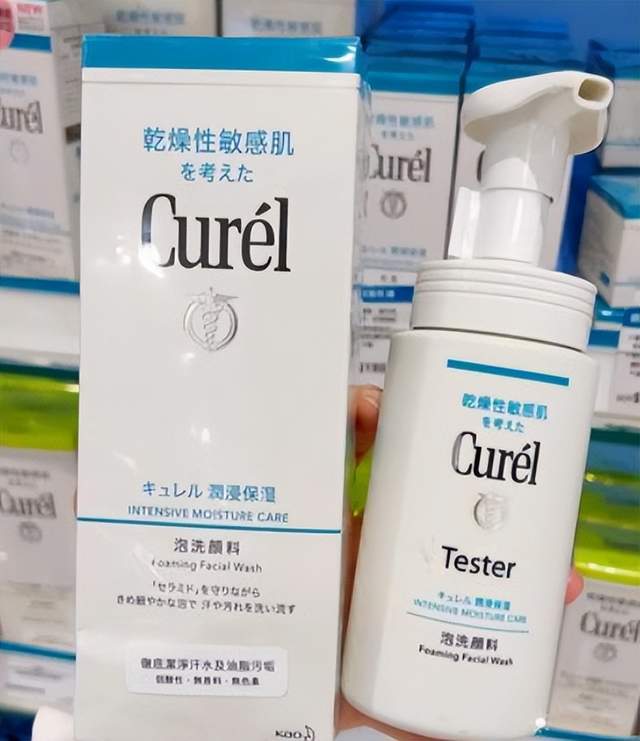 乾燥性敏感肌
を考えた
Curél
キュレル 潤浸保湿
INTENSIVE MOISTURE CARE
泡洗顔料
Foaming Facial Wash
「セラミド」を守りながら
きめ細やかな泡で 汗や汚れを洗い流す
徹底潔淨汗水及油脂污垢
弱酸性・無香料・無色素
Kao
乾燥性敏感肌
を考えた
Curél
Tester
キュレル 潤浸保湿
INTENSIVE MOISTURE CARE
泡洗顔料
Foaming Facial Wash
Curél
Curél
NEW